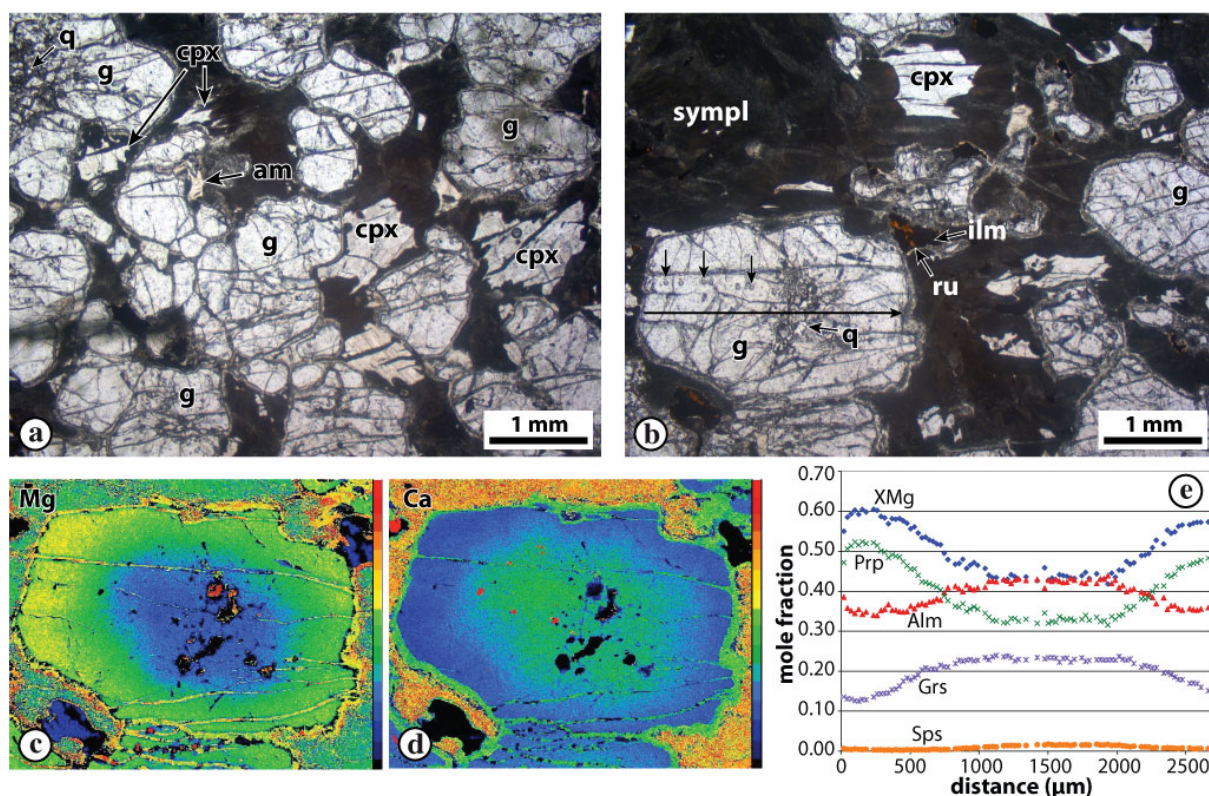 q
g
cpx
g
am
g
cpx
cpx
g
a
1 mm
cpx
sympl
g
ilm
ru
q
g
b
1 mm
Mg
c
Ca
d
e
0.70
0.60
0.50
0.40
0.30
0.20
0.10
0.00
XMg
Prp
Alm
Grs
Sps
mole fraction
0
500
1000
1500
2000
2500
distance (µm)